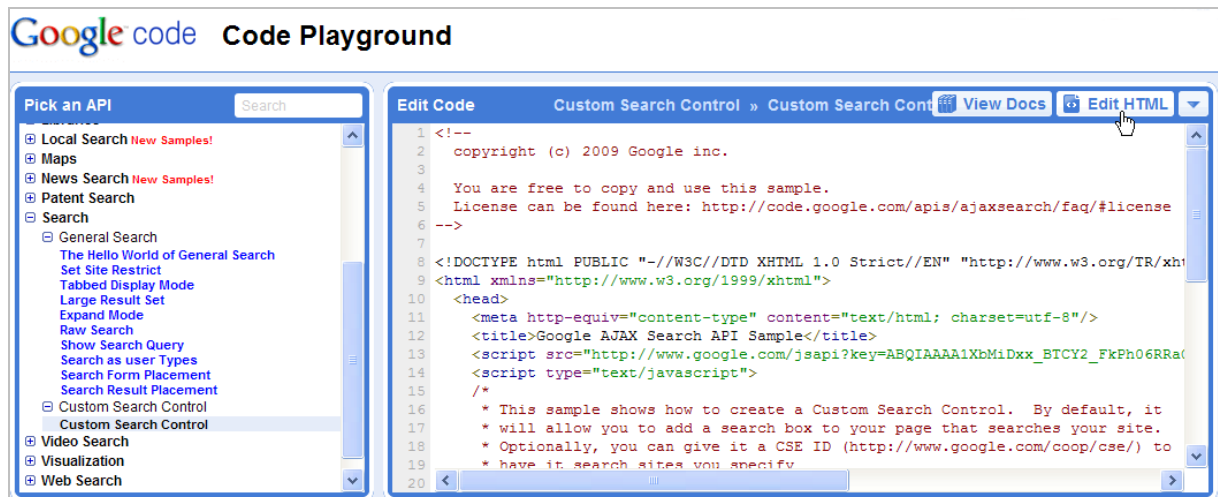 Google code Code Playground
Pick an API
Search
Local Search New Samples!
Maps
News Search New Samples!
Patent Search
Search
General Search
The Hello World of General Search
Set Site Restrict
Tabbed Display Mode
Large Result Set
Expand Mode
Raw Search
Show Search Query
Search as user Types
Search Form Placement
Search Result Placement
Custom Search Control
Custom Search Control
Video Search
Visualization
Web Search
Edit Code Custom Search Control » Custom Search Cont View Docs Edit HTML
1 <!--
2 copyright (c) 2009 Google inc.
3
4 You are free to copy and use this sample.
5 License can be found here: http://code.google.com/apis/ajaxsearch/faq/#license
6 -->
7
8 <!DOCTYPE html PUBLIC "-//W3C//DTD XHTML 1.0 Strict//EN" "http://www.w3.org/TR/xht
9 <html xmlns="http://www.w3.org/1999/xhtml">
10 <head>
11 <meta http-equiv="content-type" content="text/html; charset=utf-8"/>
12 <title>Google AJAX Search API Sample</title>
13 <script src="http://www.google.com/jsapi?key=ABQIAAAA1XbMiDxx_BTCY2_FkPh06RRa
14 <script type="text/javascript">
15 /*
16 * This sample shows how to create a Custom Search Control. By default, it
17 * will allow you to add a search box to your page that searches your site.
18 * Optionally, you can give it a CSE ID (http://www.google.com/coop/cse/) to
19 * have it search sites you specify
20